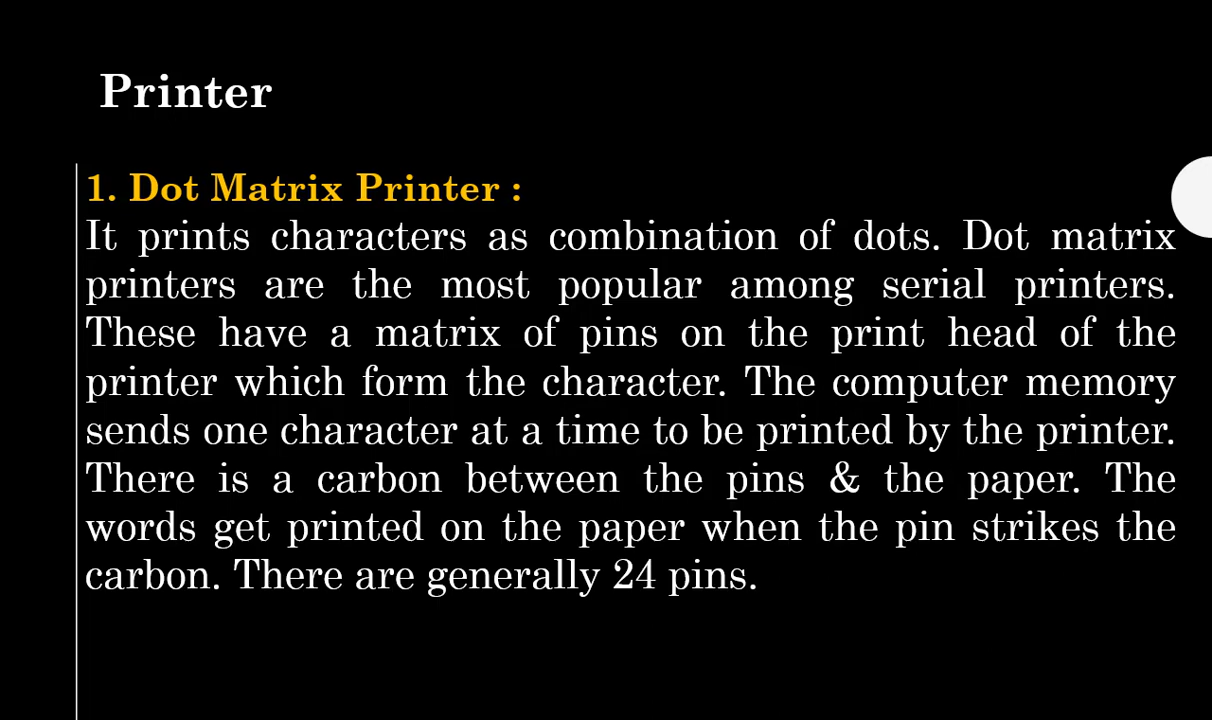 Printer
1. Dot Matrix Printer :
It prints characters as combination of dots. Dot matrix
printers are the most popular among serial printers.
These have a matrix of pins on the print head of the
printer which form the character. The computer memory
sends one character at a time to be printed by the printer.
There is a carbon between the pins & the paper. The
words get printed on the paper when the pin strikes the
carbon. There are generally 24 pins.